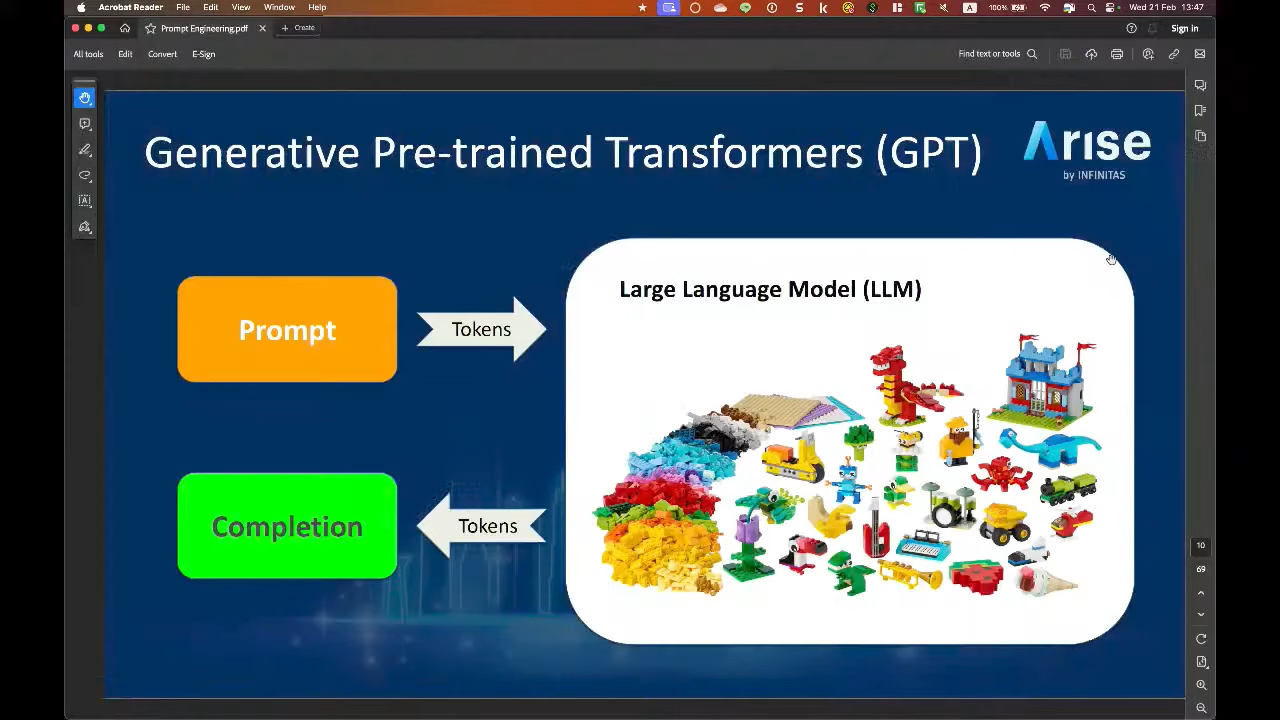 Acrobat Reader File Edit View Window Help
100% A Wed 21 Feb 13:47
Prompt Engineering.pdf
Create
Sign in
All tools Edit Convert E-Sign
Find text or tools
Generative Pre-trained Transformers (GPT)
Arise
by INFINITAS
Large Language Model (LLM)
Prompt
Tokens
Completion
Tokens
10
69